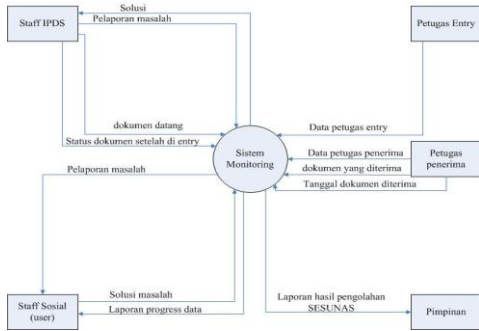 Solusi
Staff IPDS
Pelaporan masalah
Petugas Entry
dokumen datang
Status dokumen setelah di entry
Data petugas entry
Sistem
Monitoring
Data petugas penerima
dokumen yang diterima
Tanggal dokumen diterima
Petugas
penerima
Pelaporan masalah
Staff Sosial
(user)
Solusi masalah
Laporan progress data
Laporan hasil pengolahan
SESUNAS
Pimpinan